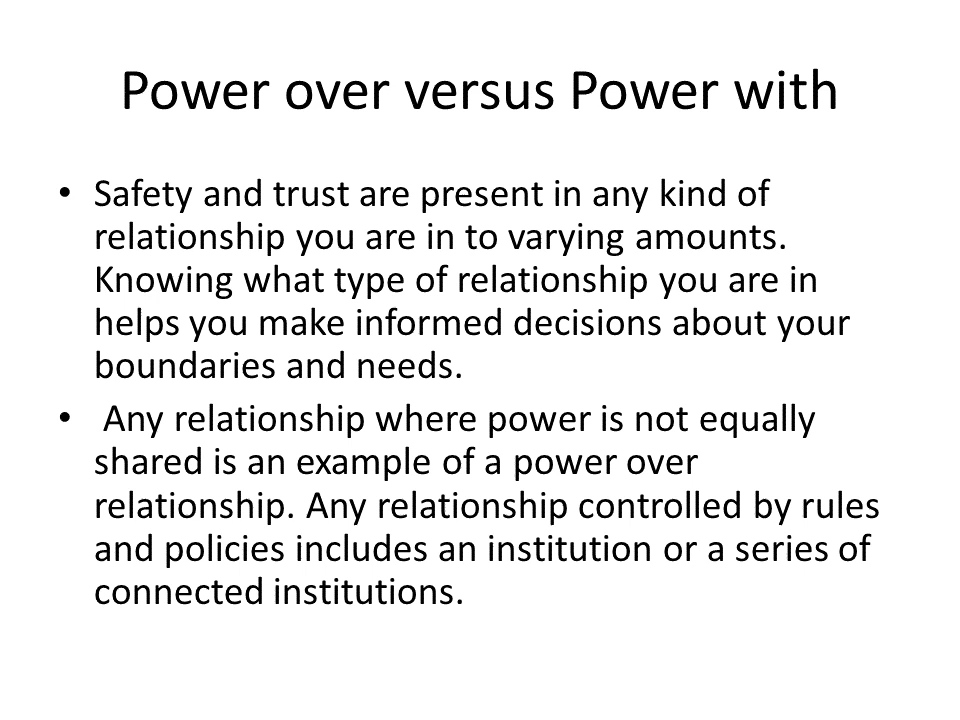 Power over versus Power with
• Safety and trust are present in any kind of
relationship you are in to varying amounts.
Knowing what type of relationship you are in
helps you make informed decisions about your
boundaries and needs.
• Any relationship where power is not equally
shared is an example of a power over
relationship. Any relationship controlled by rules
and policies includes an institution or a series of
connected institutions.